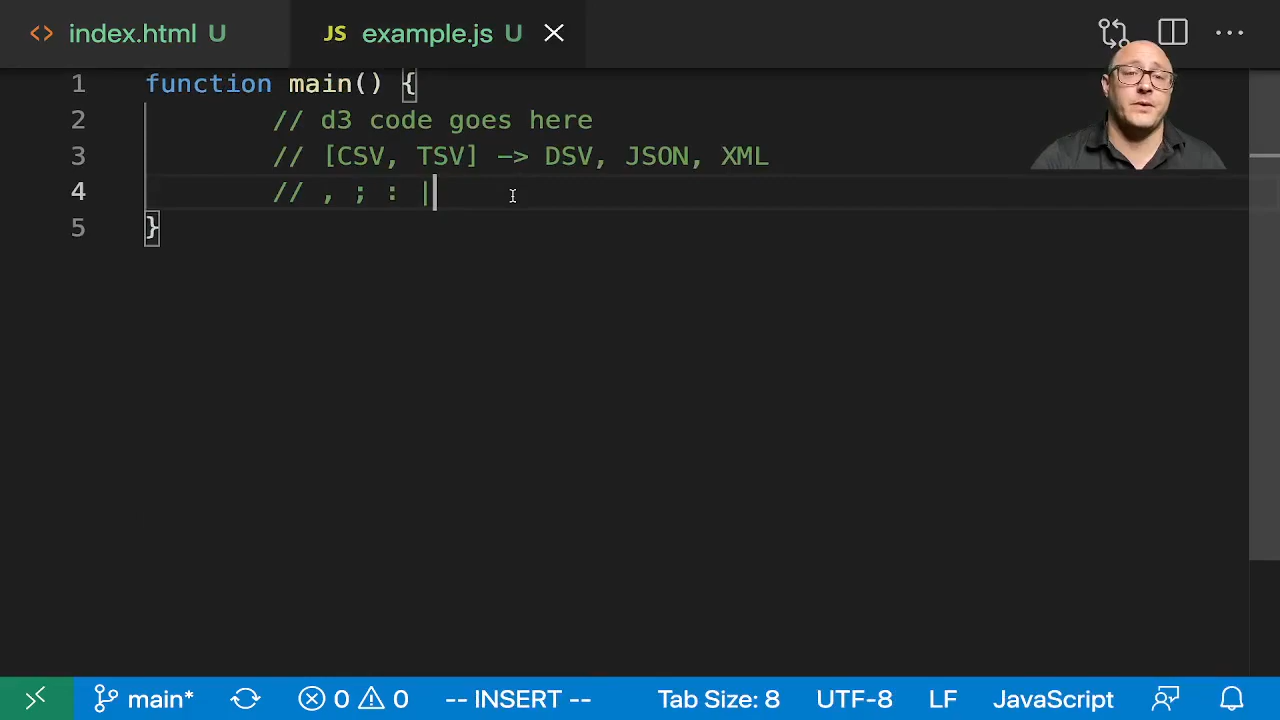 <> index.html U
JS example.js U
1 function main() {
2 // d3 code goes here
3 // [CSV, TSV] -> DSV, JSON, XML
4 // , ; : |
5 }
main* 0 0 -- INSERT -- Tab Size: 8 UTF-8 LF JavaScript